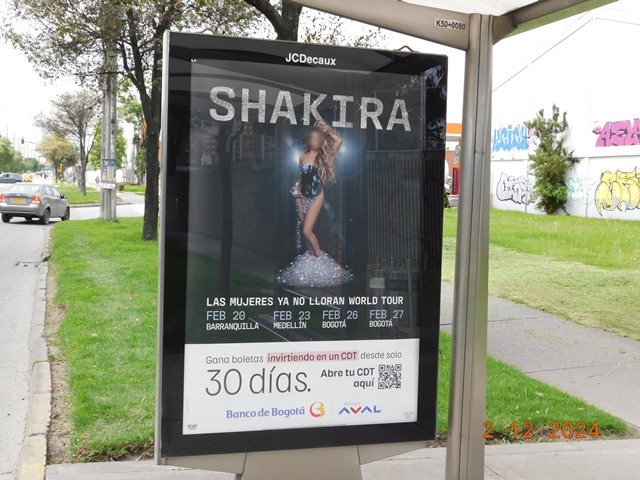 K50+0080
JCDecaux
SHAKIRA
LAS MUJERES YA NO LLORAN WORLD TOUR
FEB 20 FEB 23 FEB 26 FEB 27
BARRANQUILLA MEDELLÍN BOGOTÁ BOGOTÁ
Gana boletas invirtiendo en un CDT desde solo
30 días.
Abre tu CDT
aquí
Banco de Bogotá
Grupo
AVAL
2 12 2024